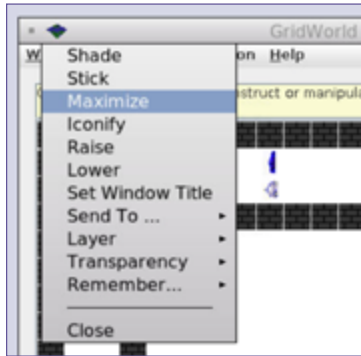 GridWorld
W on Help
struct or manipula
Shade
Stick
Maximize
Iconify
Raise
Lower
Set Window Title
Send To ...
Layer
Transparency
Remember...
Close